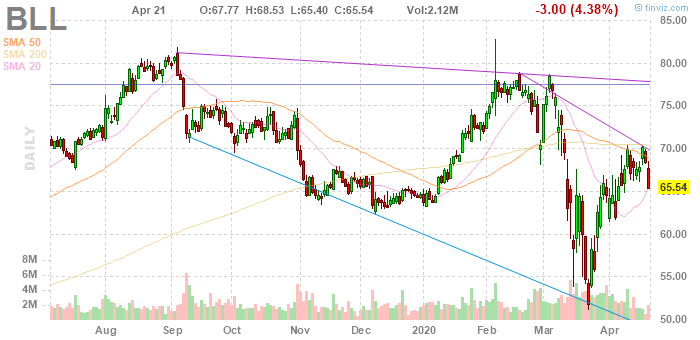 BLL
Apr 21
O:67.77 H:68.53 L:65.40 C:65.54
Vol:2.12M
-3.00 (4.38%)
© finviz.com
SMA 50
SMA 200
SMA 20
DAILY
85.00
80.00
75.00
70.00
65.54
60.00
55.00
50.00
8M
6M
4M
2M
Aug
Sep
Oct
Nov
Dec
2020
Feb
Mar
Apr